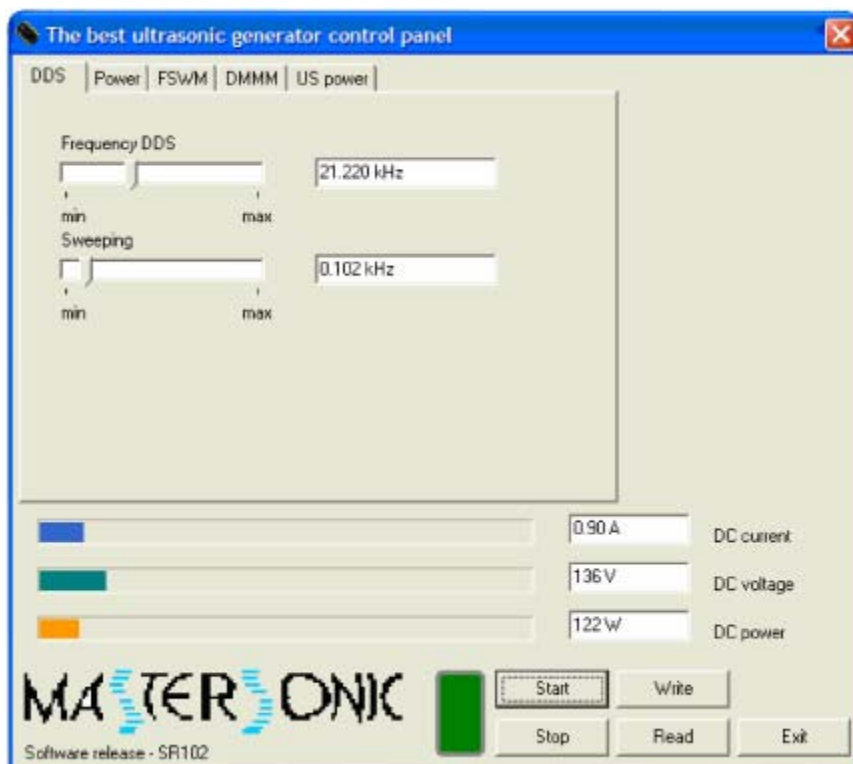 The best ultrasonic generator control panel
DDS Power FSWM DMMM US power
Frequency DDS
21.220 kHz
min max
Sweeping
0.102 kHz
min max
0.90 A DC current
136 V DC voltage
122 W DC power
MASTERSONIC
Start Write
Stop Read Exit
Software release - SR102